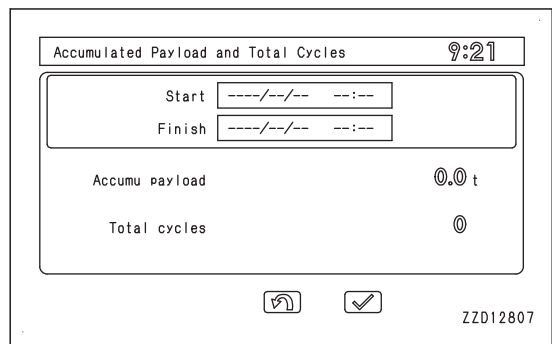 Accumulated Payload and Total Cycles 9:21
Start ----/--/-- --:--
Finish ----/--/-- --:--
Accumu payload 0.0 t
Total cycles 0
ZZD12807